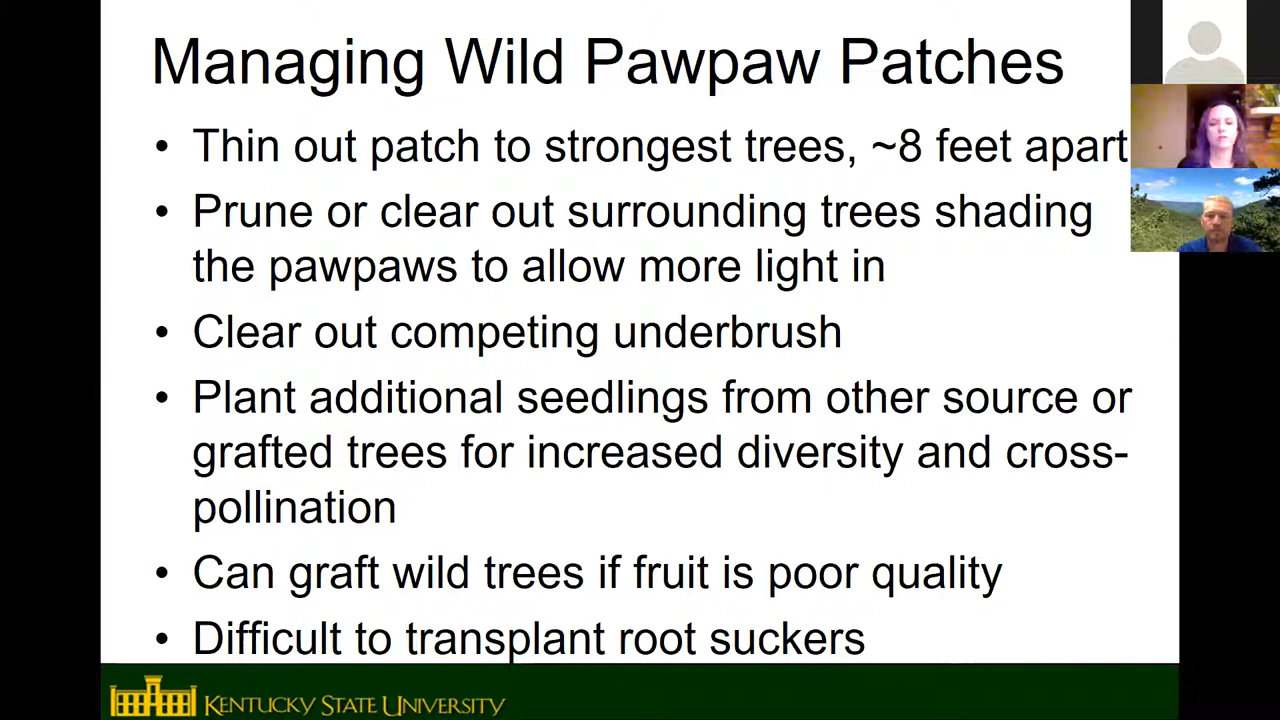 Managing Wild Pawpaw Patches
• Thin out patch to strongest trees, ~8 feet apart
• Prune or clear out surrounding trees shading
the pawpaws to allow more light in
• Clear out competing underbrush
• Plant additional seedlings from other source or
grafted trees for increased diversity and cross-
pollination
• Can graft wild trees if fruit is poor quality
• Difficult to transplant root suckers
KENTUCKY STATE UNIVERSITY